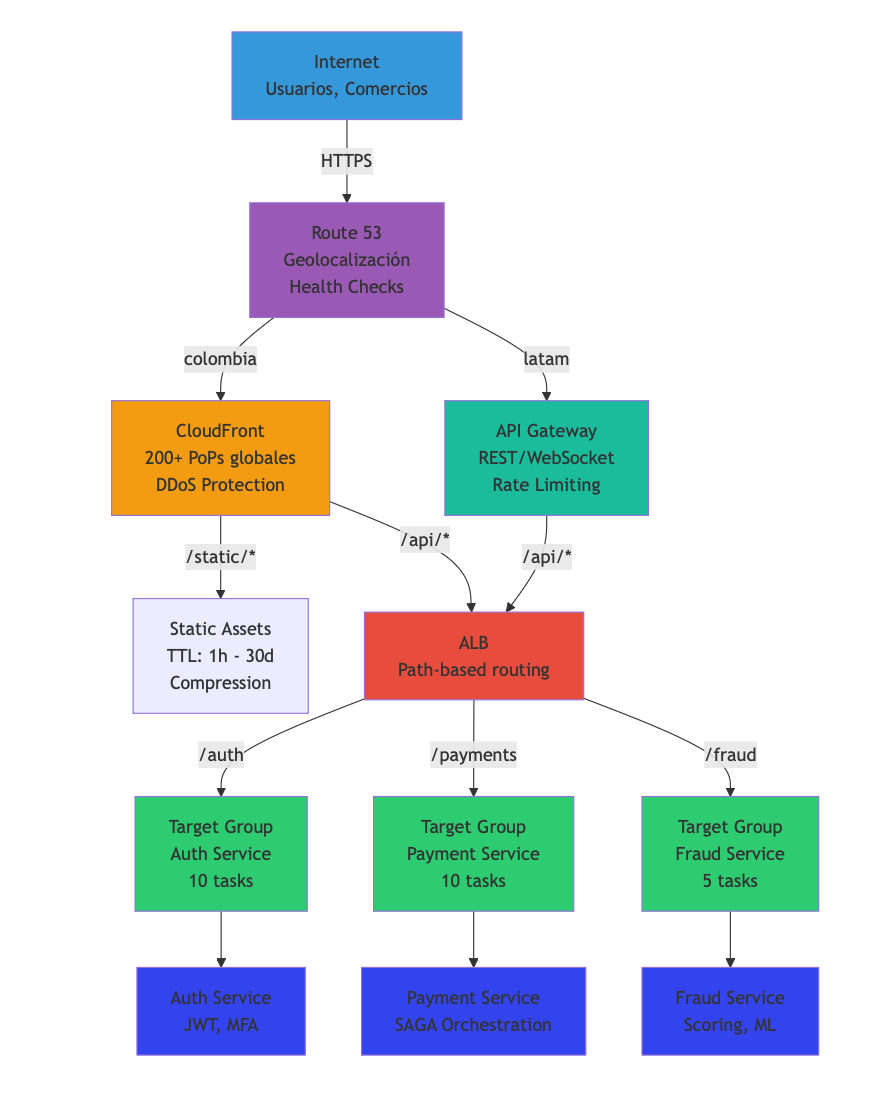 Internet
Usuarios, Comercios
HTTPS
Route 53
Geolocalización
Health Checks
colombia
latam
CloudFront
200+ PoPs globales
DDoS Protection
API Gateway
REST/WebSocket
Rate Limiting
/static/*
/api/*
/api/*
Static Assets
TTL: 1h - 30d
Compression
ALB
Path-based routing
/auth
/payments
/fraud
Target Group
Auth Service
10 tasks
Target Group
Payment Service
10 tasks
Target Group
Fraud Service
5 tasks
Auth Service
JWT, MFA
Payment Service
SAGA Orchestration
Fraud Service
Scoring, ML